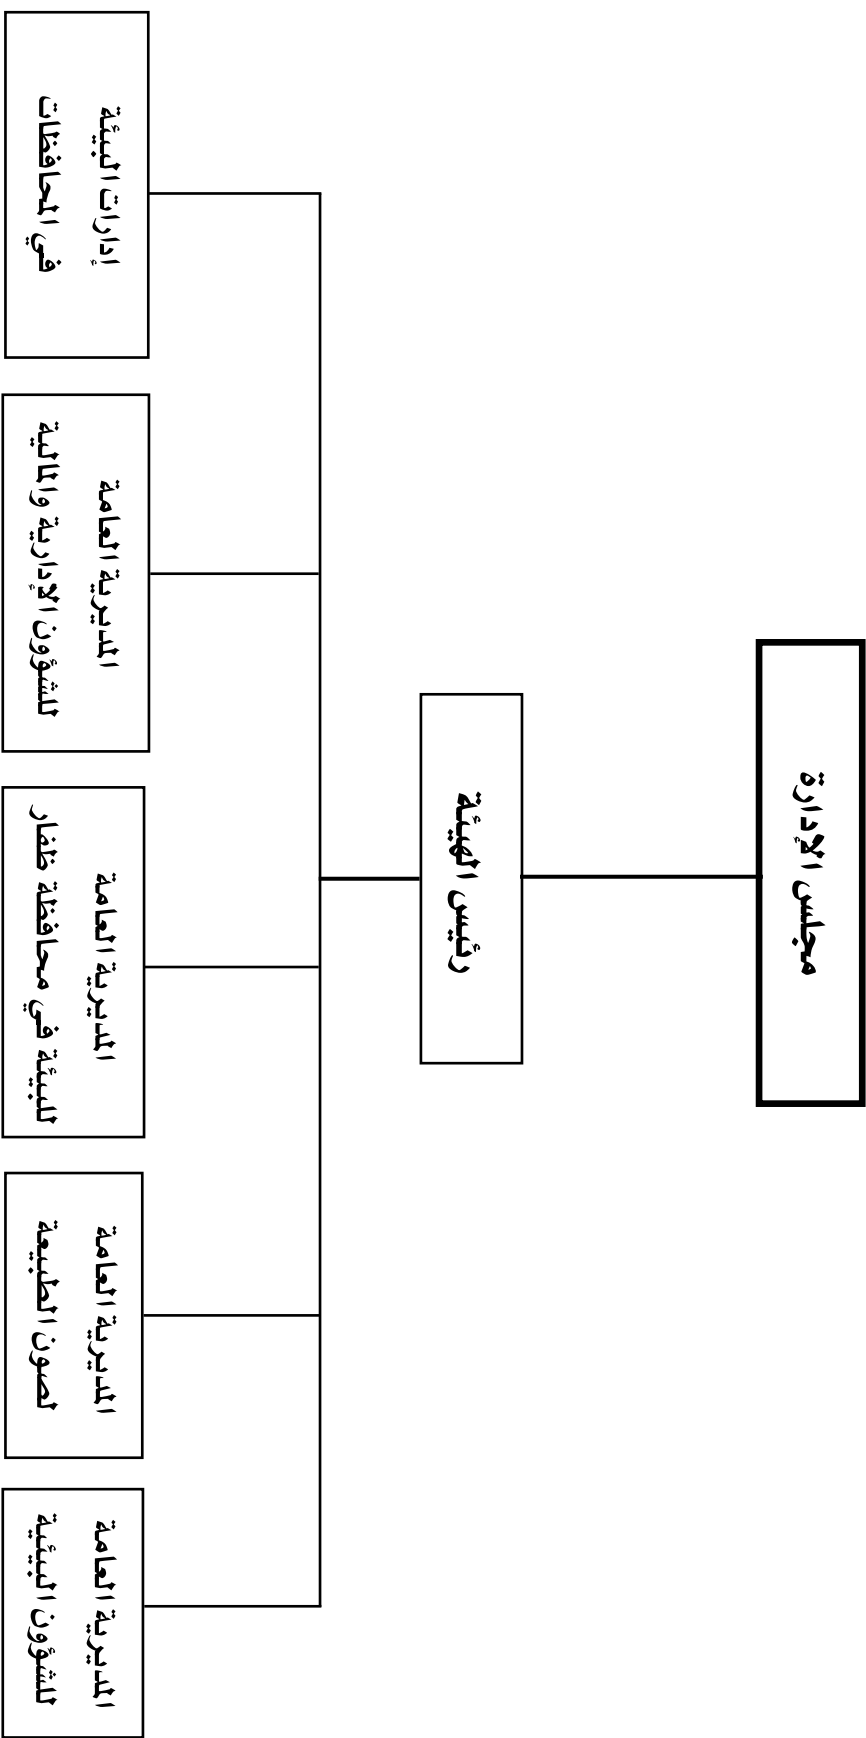 مجلس الإدارة
رئيس الهيئة
المديرية العامة
للشؤون البيئية
المديرية العامة
لصون الطبيعة
المديرية العامة
للبيئة في محافظة ظفار
المديرية العامة
للشؤون الإدارية والمالية
إدارات البيئة
في المحافظات